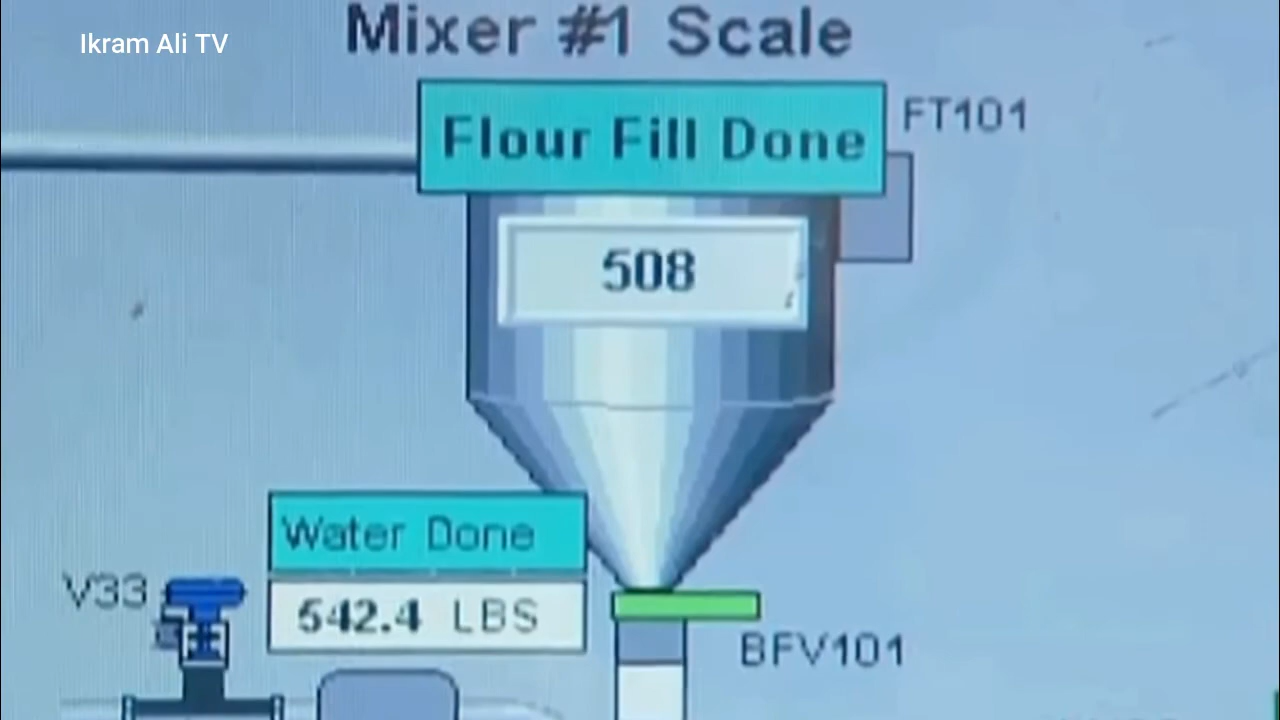 Ikram Ali TV
Mixer #1 Scale
Flour Fill Done
FT101
508
Water Done
V33
542.4 LBS
BFV101